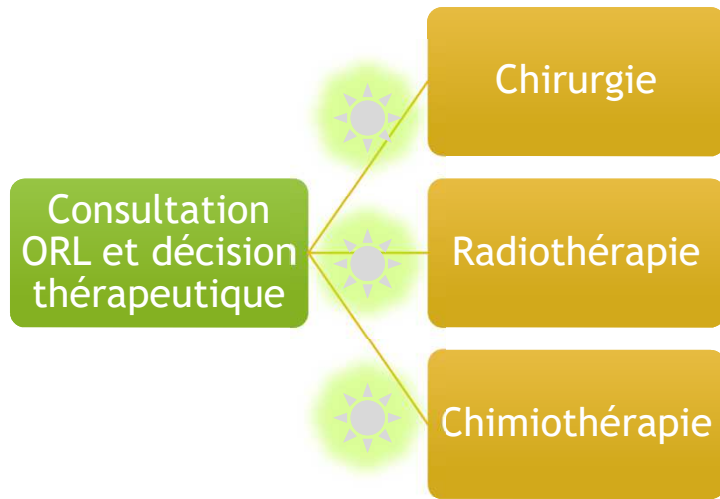 Chirurgie
Consultation
ORL et décision
thérapeutique
Radiothérapie
Chimiothérapie